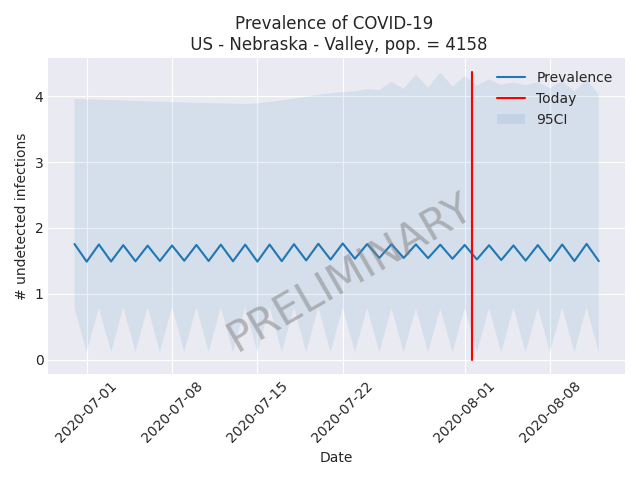 Prevalence of COVID-19
US - Nebraska - Valley, pop. = 4158
Prevalence
Today
95CI
# undetected infections
4
3
2
1
0
PRELIMINARY
2020-07-01
2020-07-08
2020-07-15
2020-07-22
2020-08-01
2020-08-08
Date